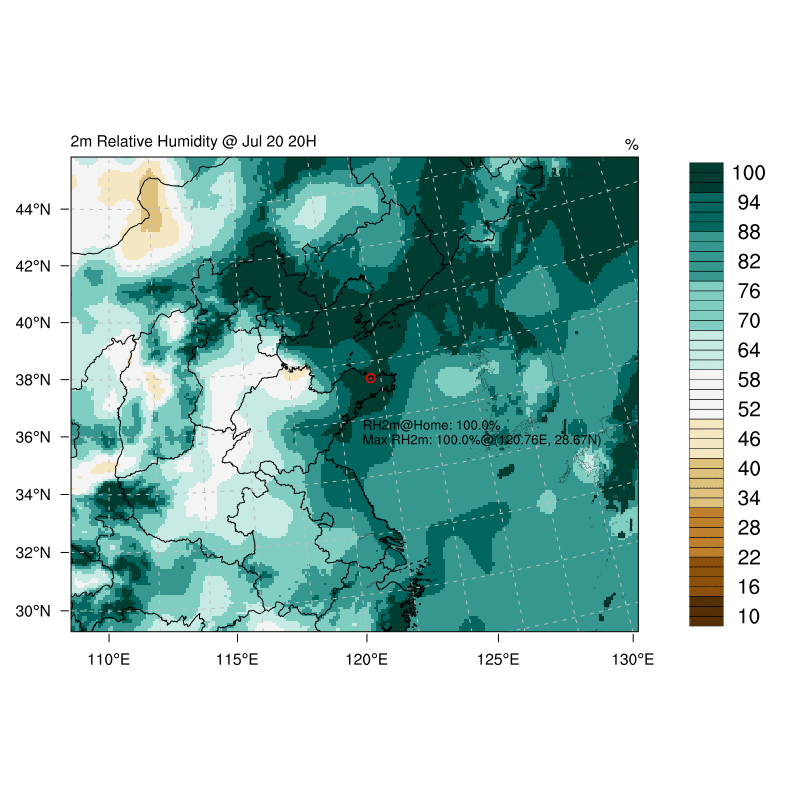 2m Relative Humidity @ Jul 20 20H
%
100
94
88
82
76
70
64
58
52
46
40
34
28
22
16
10
44°N
42°N
40°N
38°N
36°N
34°N
32°N
30°N
RH2m@Home: 100.0%
Max RH2m: 100.0%@(120.76E, 28.67N)
110°E
115°E
120°E
125°E
130°E